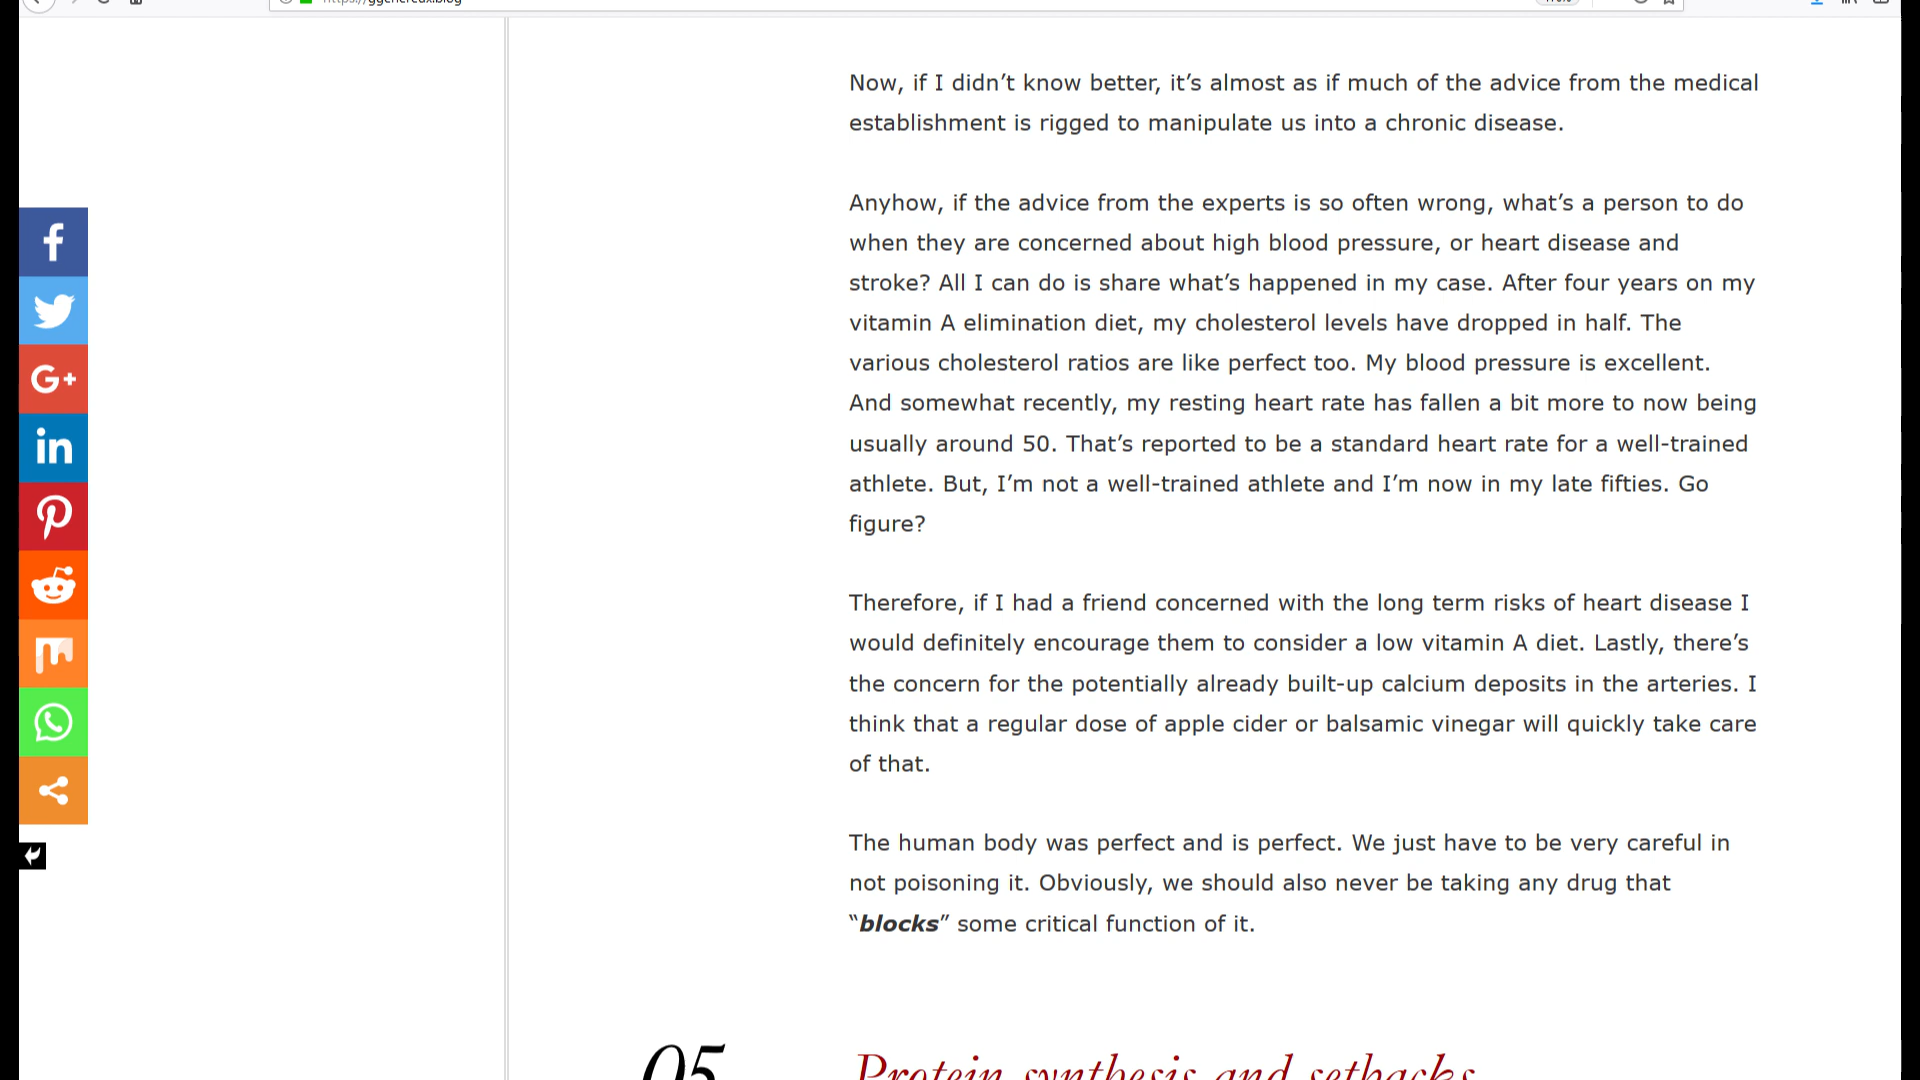 Now, if I didn’t know better, it’s almost as if much of the advice from the medical
establishment is rigged to manipulate us into a chronic disease.
Anyhow, if the advice from the experts is so often wrong, what’s a person to do
when they are concerned about high blood pressure, or heart disease and
stroke? All I can do is share what’s happened in my case. After four years on my
vitamin A elimination diet, my cholesterol levels have dropped in half. The
various cholesterol ratios are like perfect too. My blood pressure is excellent.
And somewhat recently, my resting heart rate has fallen a bit more to now being
usually around 50. That’s reported to be a standard heart rate for a well-trained
athlete. But, I’m not a well-trained athlete and I’m now in my late fifties. Go
figure?
Therefore, if I had a friend concerned with the long term risks of heart disease I
would definitely encourage them to consider a low vitamin A diet. Lastly, there’s
the concern for the potentially already built-up calcium deposits in the arteries. I
think that a regular dose of apple cider or balsamic vinegar will quickly take care
of that.
The human body was perfect and is perfect. We just have to be very careful in
not poisoning it. Obviously, we should also never be taking any drug that
“blocks” some critical function of it.
05 Protein synthesis and setbacks